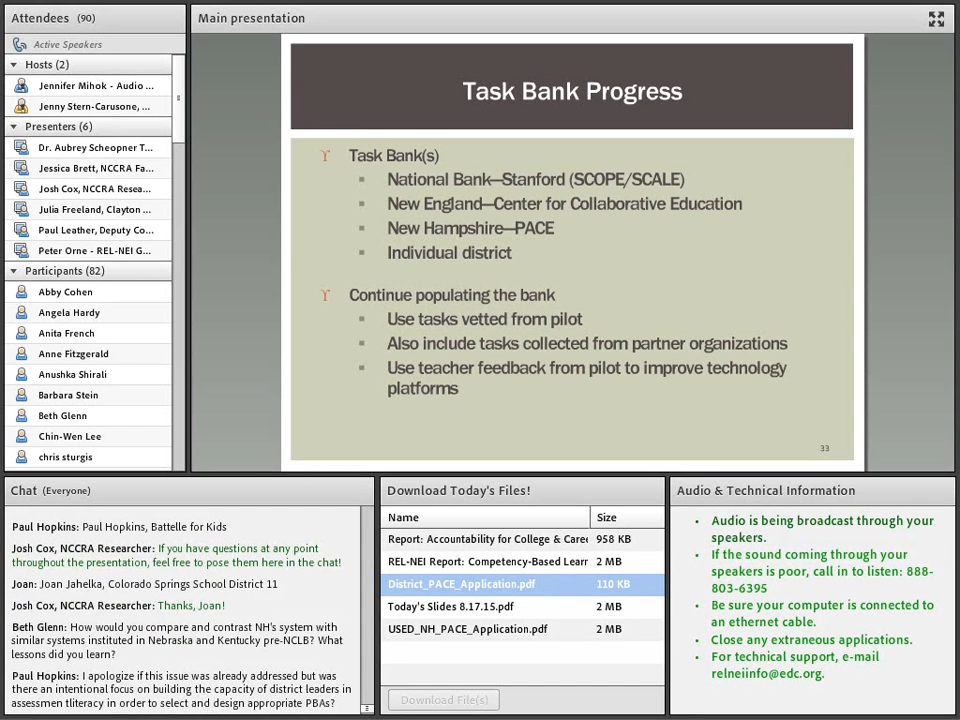 Attendees (90)
Active Speakers
Hosts (2)
Jennifer Mihok - Audio ...
Jenny Stern-Carusone, ...
Presenters (6)
Dr. Aubrey Scheopner T...
Jessica Brett, NCCRA Fa...
Josh Cox, NCCRA Resea...
Julia Freeland, Clayton ...
Paul Leather, Deputy Co...
Peter Orne - REL-NEI G...
Participants (82)
Abby Cohen
Angela Hardy
Anita French
Anne Fitzgerald
Anushka Shirali
Barbara Stein
Beth Glenn
Chin-Wen Lee
chris sturgis
Main presentation
Task Bank Progress
Task Bank(s)
National Bank—Stanford (SCOPE/SCALE)
New England—Center for Collaborative Education
New Hampshire—PACE
Individual district
Continue populating the bank
Use tasks vetted from pilot
Also include tasks collected from partner organizations
Use teacher feedback from pilot to improve technology
platforms
33
Chat (Everyone)
Paul Hopkins: Paul Hopkins, Battelle for Kids
Josh Cox, NCCRA Researcher: If you have questions at any point
throughout the presentation, feel free to pose them here in the chat!
Joan: Joan Jahelka, Colorado Springs School District 11
Josh Cox, NCCRA Researcher: Thanks, Joan!
Beth Glenn: How would you compare and contrast NH's system with
similar systems instituted in Nebraska and Kentucky pre-NCLB? What
lessons did you learn?
Paul Hopkins: I apologize if this issue was already addressed but was
there an intentional focus on building the capacity of district leaders in
assessmen tliteracy in order to select and design appropriate PBAs?
Download Today's Files!
Name Size
Report: Accountability for College & Caree 958 KB
REL-NEI Report: Competency-Based Learr 2 MB
District_PACE_Application.pdf 110 KB
Today's Slides 8.17.15.pdf 2 MB
USED_NH_PACE_Application.pdf 2 MB
Download File(s)
Audio & Technical Information
Audio is being broadcast through your
speakers.
If the sound coming through your
speakers is poor, call in to listen: 888-
803-6395
Be sure your computer is connected to
an ethernet cable.
Close any extraneous applications.
For technical support, e-mail
relneiinfo@edc.org.